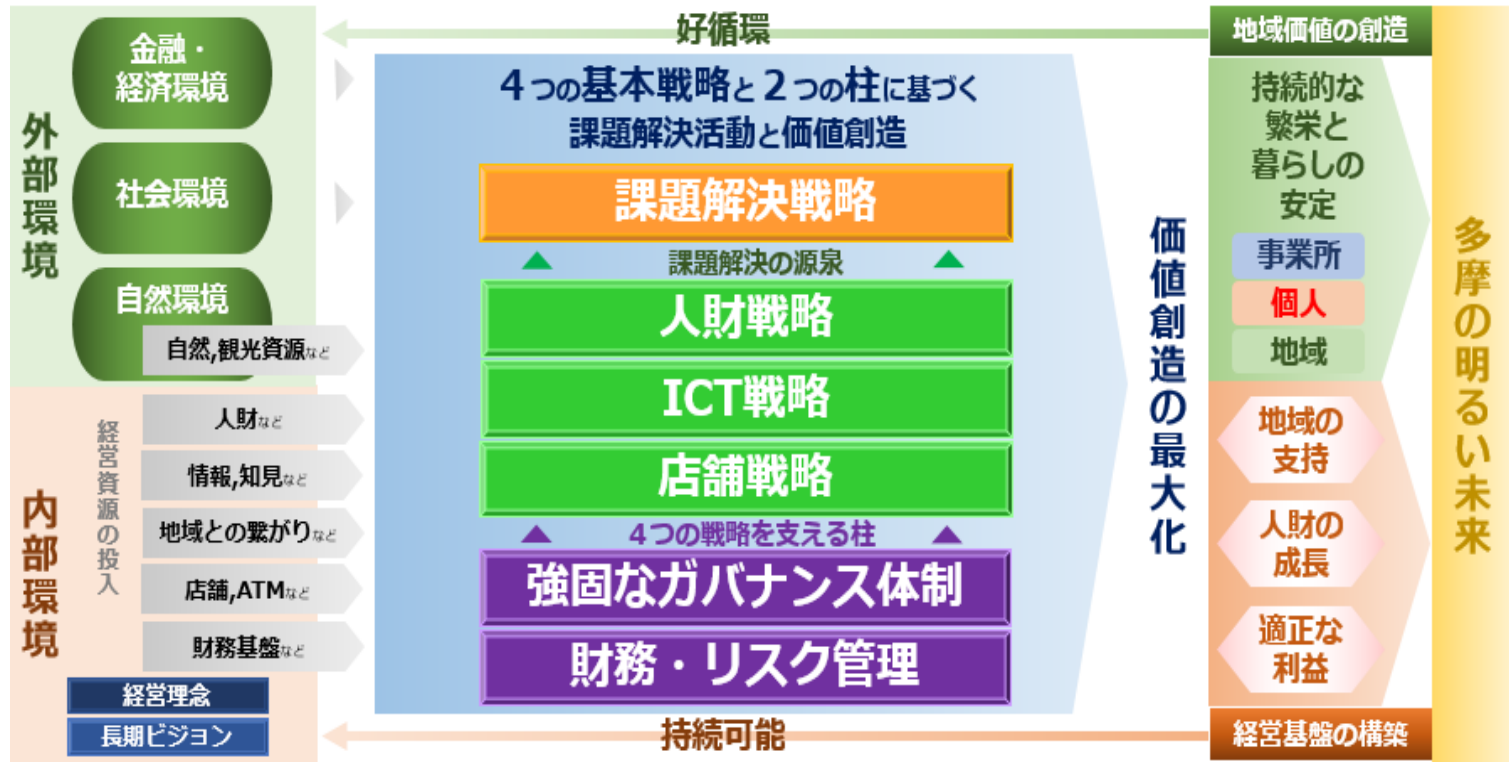 好循環
外部環境
金融・
経済環境
社会環境
自然環境
自然,観光資源など
内部環境
経営資源の投入
人財など
情報,知見など
地域との繋がりなど
店舗,ATMなど
財務基盤など
経営理念
長期ビジョン
4つの基本戦略と2つの柱に基づく
課題解決活動と価値創造
課題解決戦略
課題解決の源泉
人財戦略
ICT戦略
店舗戦略
4つの戦略を支える柱
強固なガバナンス体制
財務・リスク管理
価値創造の最大化
地域価値の創造
持続的な
繁栄と
暮らしの
安定
事業所
個人
地域
地域の
支持
人財の
成長
適正な
利益
経営基盤の構築
持続可能
多摩の明るい未来